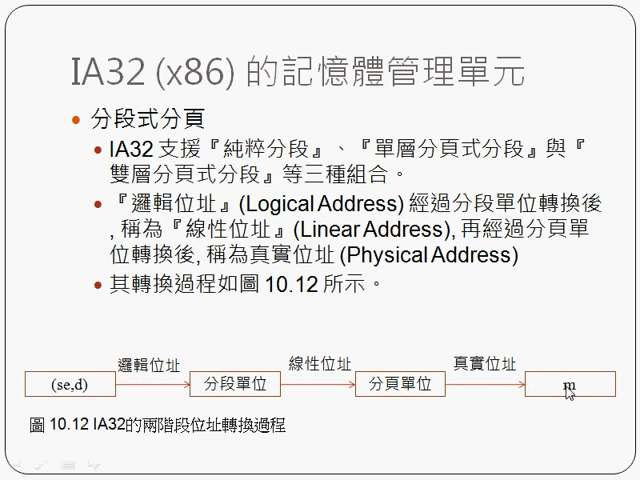 IA32 (x86) 的記憶體管理單元
分段式分頁
IA32 支援『純粹分段』、『單層分頁式分段』與『
雙層分頁式分段』等三種組合。
『邏輯位址』(Logical Address) 經過分段單位轉換後
, 稱為『線性位址』(Linear Address), 再經過分頁單
位轉換後, 稱為真實位址 (Physical Address)
其轉換過程如圖 10.12 所示。
邏輯位址 線性位址 真實位址
(se,d) 分段單位 分頁單位 m
圖 10.12 IA32的兩階段位址轉換過程